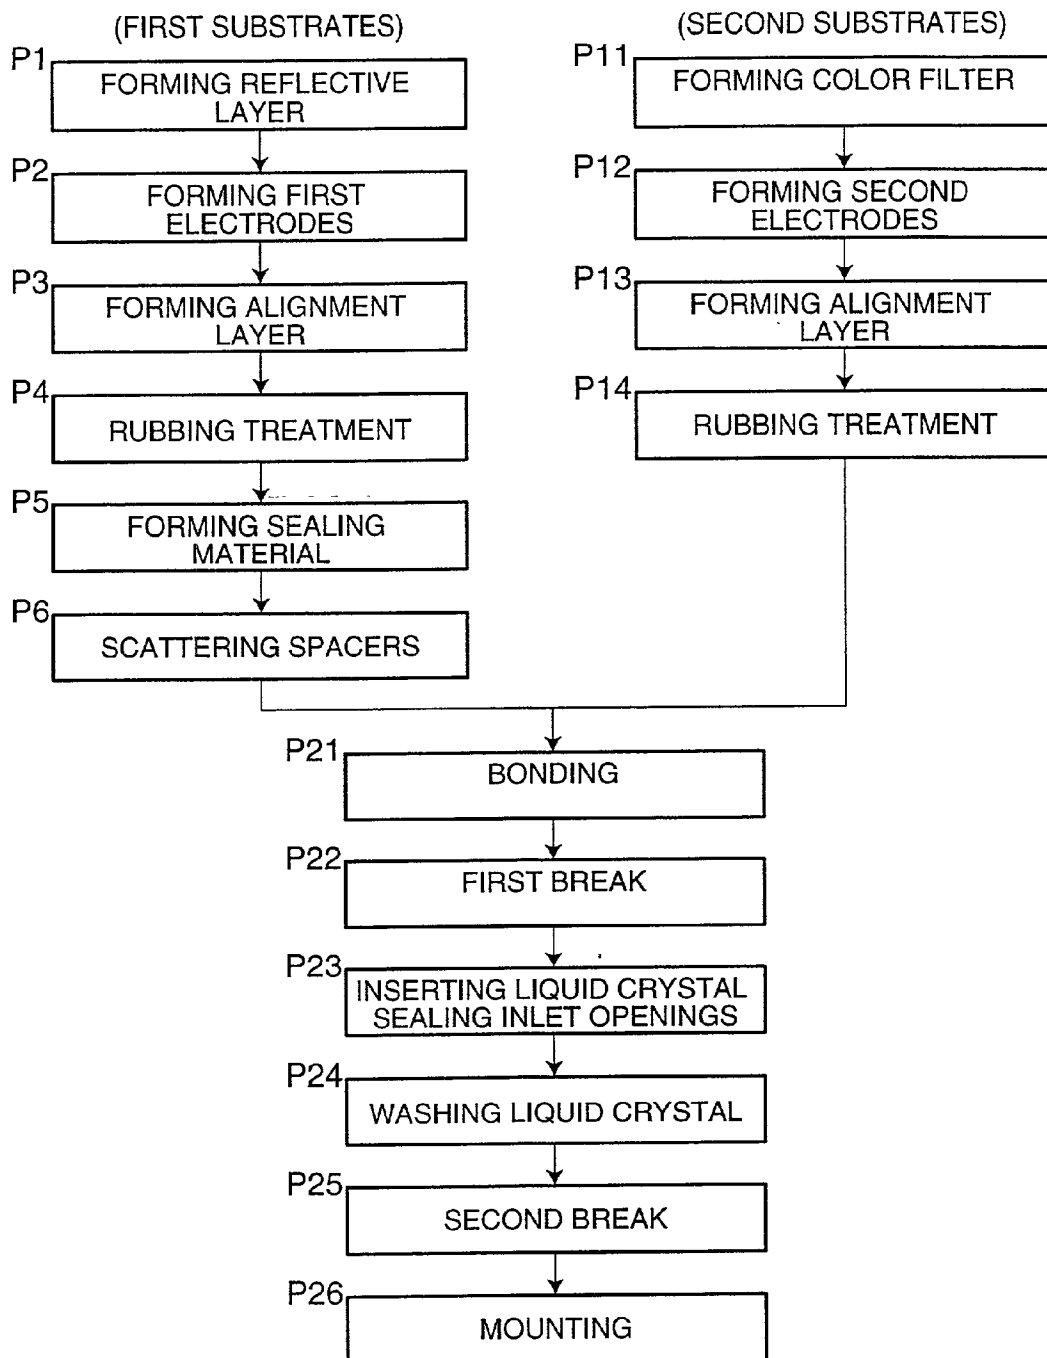 (FIRST SUBSTRATES)
P1
FORMING REFLECTIVE
LAYER
P2
FORMING FIRST
ELECTRODES
P3
FORMING ALIGNMENT
LAYER
P4
RUBBING TREATMENT
P5
FORMING SEALING
MATERIAL
P6
SCATTERING SPACERS
(SECOND SUBSTRATES)
P11
FORMING COLOR FILTER
P12
FORMING SECOND
ELECTRODES
P13
FORMING ALIGNMENT
LAYER
P14
RUBBING TREATMENT
P21
BONDING
P22
FIRST BREAK
P23
INSERTING LIQUID CRYSTAL
SEALING INLET OPENINGS
P24
WASHING LIQUID CRYSTAL
P25
SECOND BREAK
P26
MOUNTING